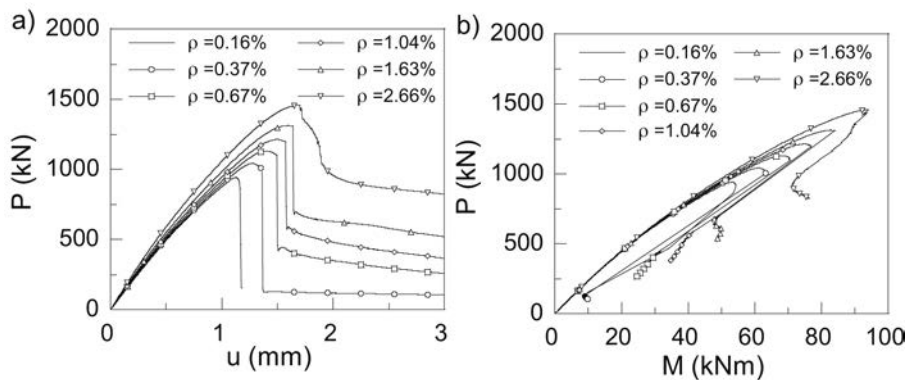 a)
2000
1500
1000
500
0
P (kN)
ρ =0.16% ρ =1.04%
ρ =0.37% ρ =1.63%
ρ =0.67% ρ =2.66%
0 1 2 3
u (mm)
b)
2000
1500
1000
500
0
P (kN)
ρ =0.16% ρ =1.63%
ρ =0.37% ρ =2.66%
ρ =0.67%
ρ =1.04%
0 20 40 60 80 100
M (kNm)